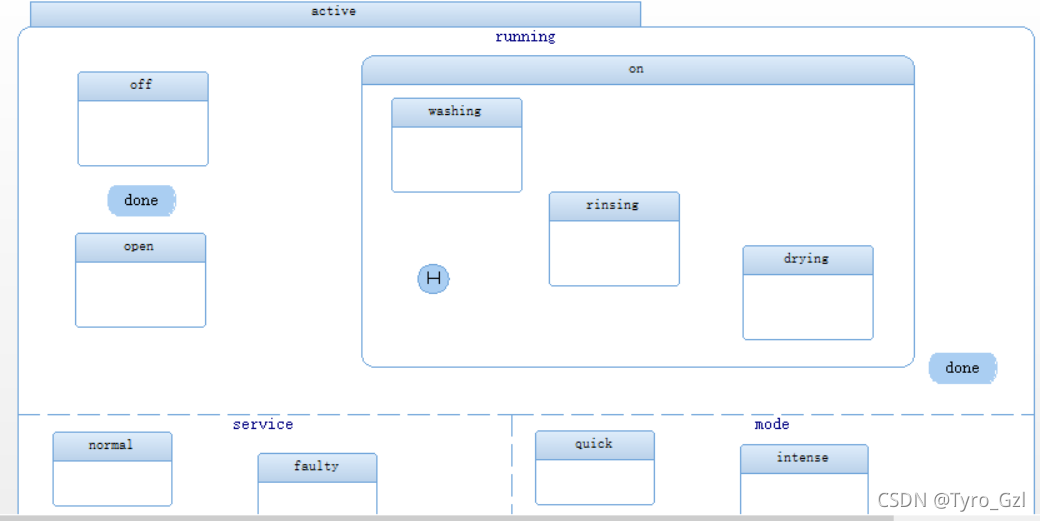 active
running
off
on
washing
done
rinsing
open
drying
H
done
service
mode
normal
quick
faulty
intense
CSDN @Tyro_Gzl